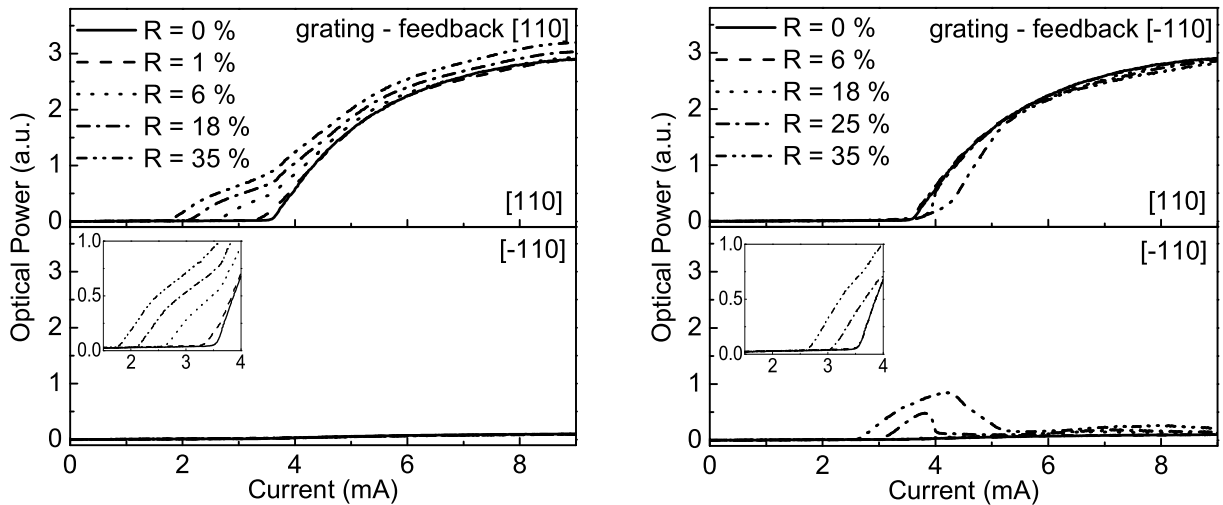 R = 0 %
R = 1 %
R = 6 %
R = 18 %
R = 35 %
grating - feedback [110]
3
2
1
0
[110]
Optical Power (a.u.)
[-110]
3
2
1
0
1.0
0.5
0.0
2 3 4
0 2 4 6 8
Current (mA)
R = 0 %
R = 6 %
R = 18 %
R = 25 %
R = 35 %
grating - feedback [-110]
3
2
1
0
[110]
Optical Power (a.u.)
[-110]
3
2
1
0
1.0
0.5
0.0
2 3 4
0 2 4 6 8
Current (mA)